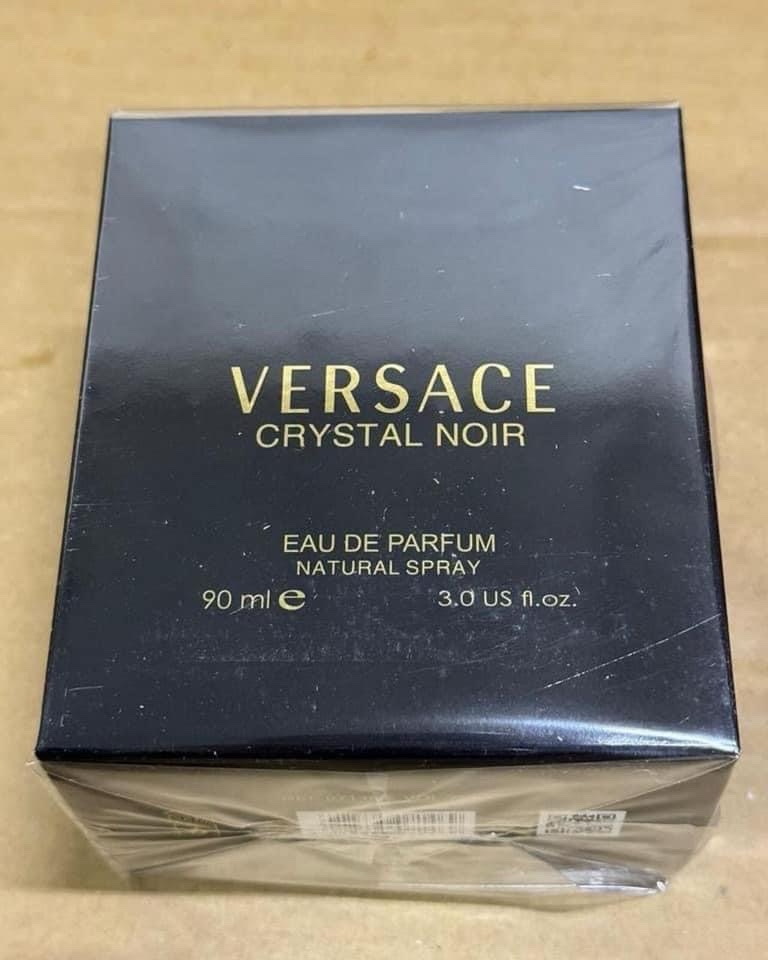 VERSACE
CRYSTAL NOIR
EAU DE PARFUM
NATURAL SPRAY
90 ml e 3.0 US fl.oz.